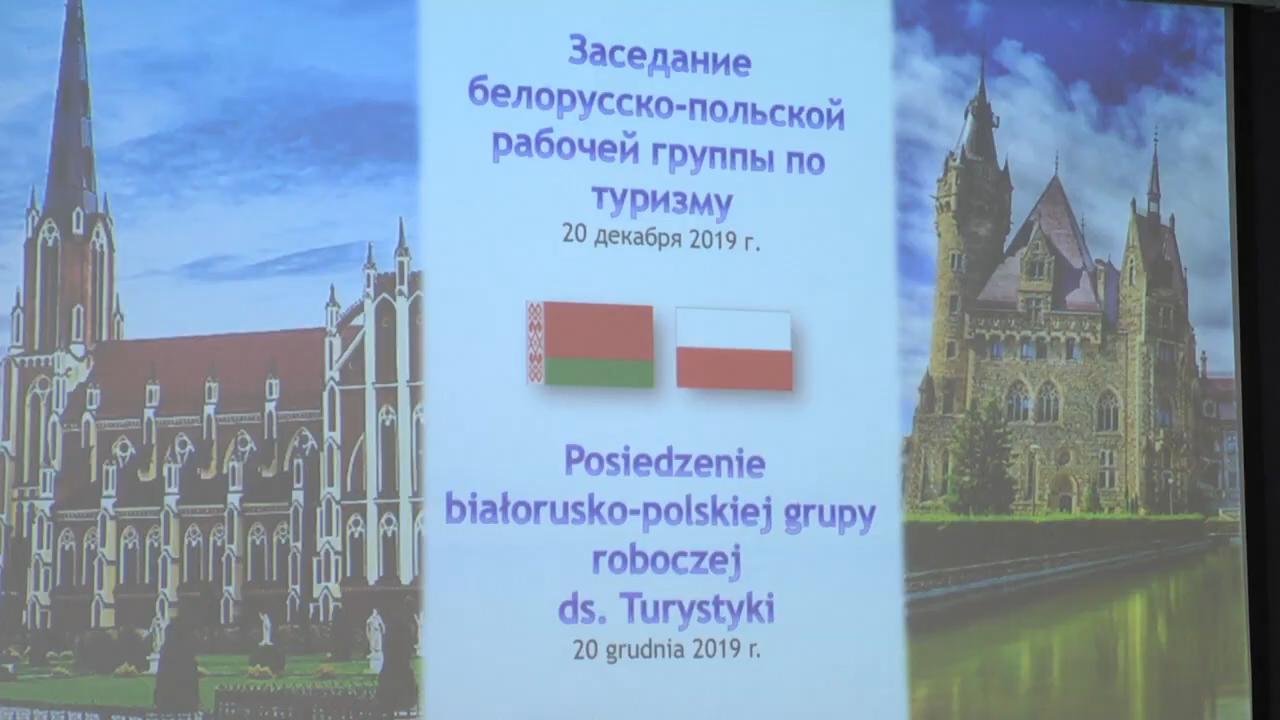 Заседание
белорусско-польской
рабочей группы по
туризму
20 декабря 2019 г.
Posiedzenie
białorusko-polskiej grupy
roboczej
ds. Turystyki
20 grudnia 2019 r.